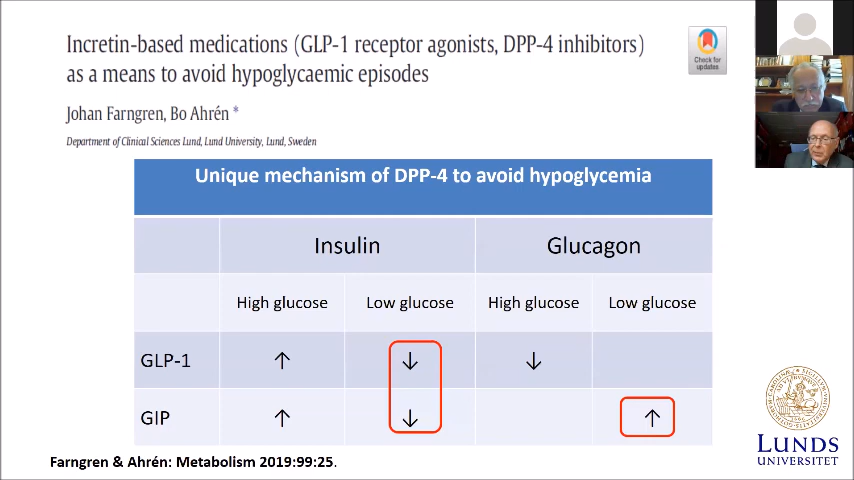 Incretin-based medications (GLP-1 receptor agonists, DPP-4 inhibitors)
as a means to avoid hypoglycaemic episodes
Check for
updates
Johan Farngren, Bo Ahrén *
Department of Clinical Sciences Lund, Lund University, Lund, Sweden
Unique mechanism of DPP-4 to avoid hypoglycemia
Insulin Glucagon
High glucose Low glucose High glucose Low glucose
GLP-1 ↑ ↓ ↓
GIP ↑ ↓ ↑
Farngren & Ahrén: Metabolism 2019:99:25.
LUNDS
UNIVERSITET